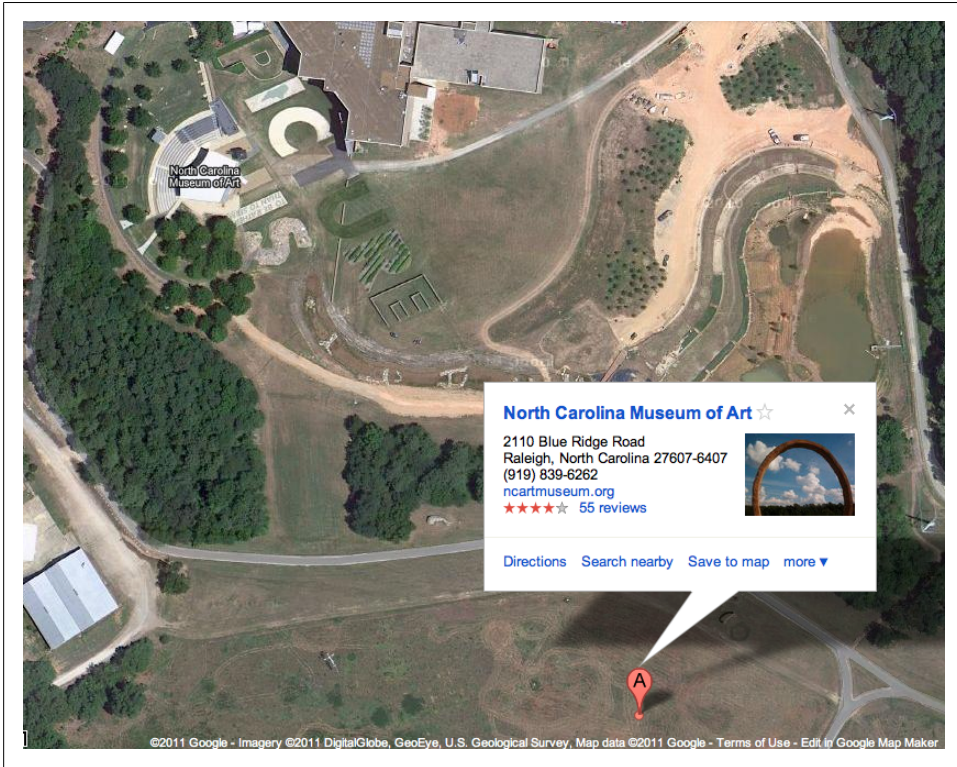 North Carolina
Museum of Art
North Carolina Museum of Art
2110 Blue Ridge Road
Raleigh, North Carolina 27607-6407
(919) 839-6262
ncartmuseum.org
55 reviews
Directions Search nearby Save to map more ▼
A
©2011 Google - Imagery ©2011 DigitalGlobe, GeoEye, U.S. Geological Survey, Map data ©2011 Google - Terms of Use - Edit in Google Map Maker